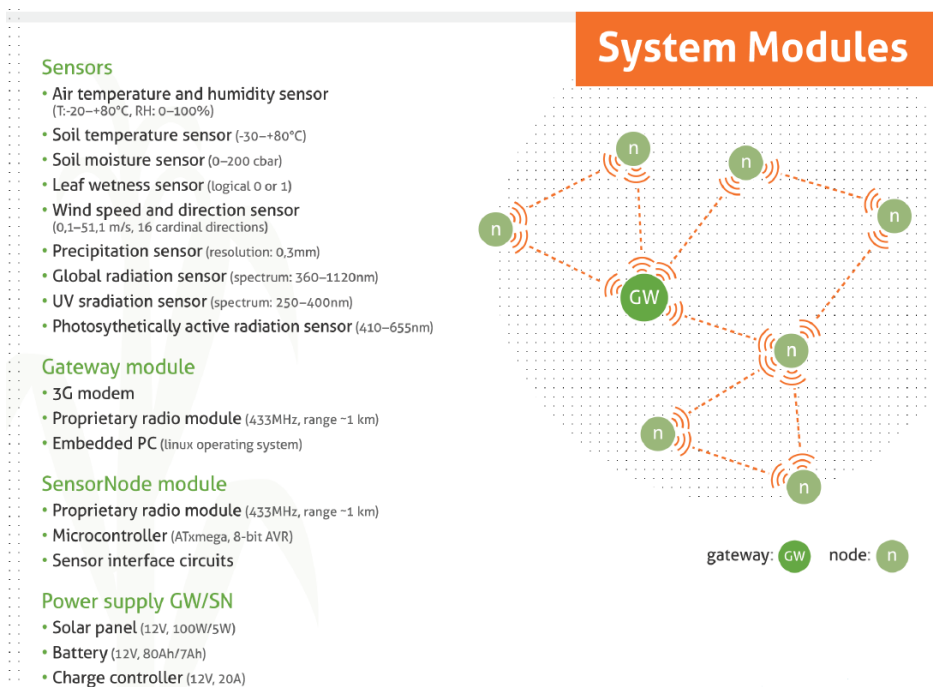 System Modules
Sensors
• Air temperature and humidity sensor
(T:-20–+80°C, RH: 0–100%)
• Soil temperature sensor (-30–+80°C)
• Soil moisture sensor (0–200 cbar)
• Leaf wetness sensor (logical 0 or 1)
• Wind speed and direction sensor
(0,1–51,1 m/s, 16 cardinal directions)
• Precipitation sensor (resolution: 0,3mm)
• Global radiation sensor (spectrum: 360–1120nm)
• UV sradiation sensor (spectrum: 250–400nm)
• Photosythetically active radiation sensor (410–655nm)
Gateway module
• 3G modem
• Proprietary radio module (433MHz, range ~1 km)
• Embedded PC (linux operating system)
SensorNode module
• Proprietary radio module (433MHz, range ~1 km)
• Microcontroller (ATxmega, 8-bit AVR)
• Sensor interface circuits
Power supply GW/SN
• Solar panel (12V, 100W/5W)
• Battery (12V, 80Ah/7Ah)
• Charge controller (12V, 20A)
n
n
n
n
GW
n
n
n
gateway: GW node: n